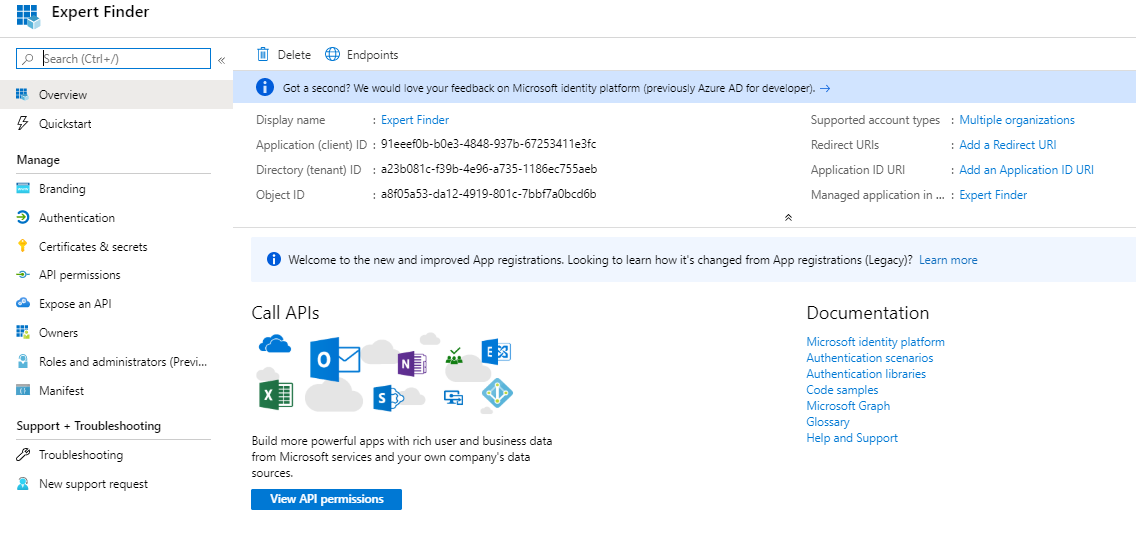 Expert Finder
Search (Ctrl+/)
«
Overview
Quickstart
Manage
Branding
Authentication
Certificates & secrets
API permissions
Expose an API
Owners
Roles and administrators (Previ...
Manifest
Support + Troubleshooting
Troubleshooting
New support request
Delete Endpoints
Got a second? We would love your feedback on Microsoft identity platform (previously Azure AD for developer). →
Display name : Expert Finder
Application (client) ID : 91eeef0b-b0e3-4848-937b-67253411e3fc
Directory (tenant) ID : a23b081c-f39b-4e96-a735-1186ec755aeb
Object ID : a8f05a53-da12-4919-801c-7bbf7a0bcd6b
Supported account types : Multiple organizations
Redirect URIs : Add a Redirect URI
Application ID URI : Add an Application ID URI
Managed application in ... : Expert Finder
Welcome to the new and improved App registrations. Looking to learn how it's changed from App registrations (Legacy)? Learn more
Call APIs
O
N
E
X
S
Build more powerful apps with rich user and business data
from Microsoft services and your own company's data
sources.
View API permissions
Documentation
Microsoft identity platform
Authentication scenarios
Authentication libraries
Code samples
Microsoft Graph
Glossary
Help and Support